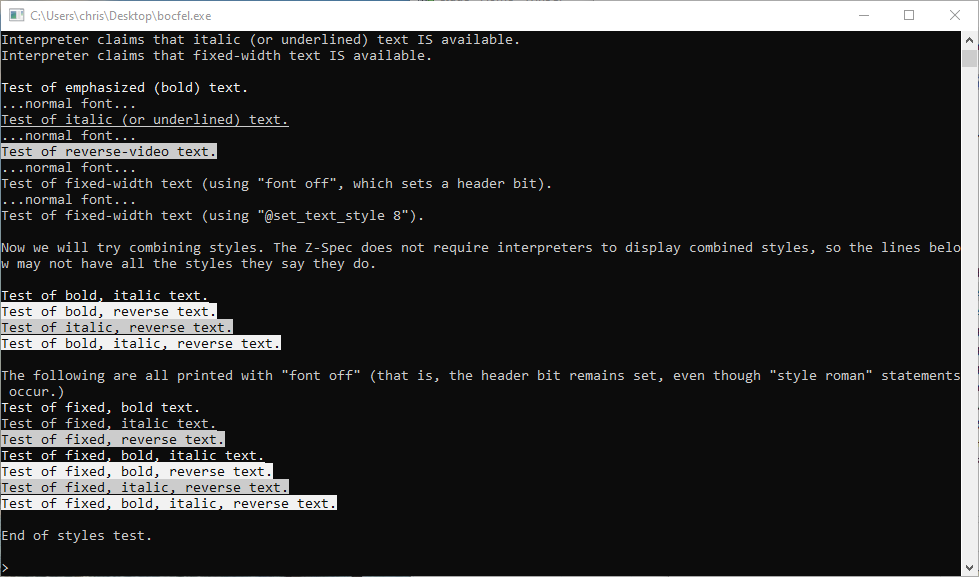 C:\Users\chris\Desktop\bocfel.exe
Interpreter claims that italic (or underlined) text IS available.
Interpreter claims that fixed-width text IS available.
Test of emphasized (bold) text.
...normal font...
Test of italic (or underlined) text.
...normal font...
Test of reverse-video text.
...normal font...
Test of fixed-width text (using "font off", which sets a header bit).
...normal font...
Test of fixed-width text (using "@set_text_style 8").
Now we will try combining styles. The Z-Spec does not require interpreters to display combined styles, so the lines belo
w may not have all the styles they say they do.
Test of bold, italic text.
Test of bold, reverse text.
Test of italic, reverse text.
Test of bold, italic, reverse text.
The following are all printed with "font off" (that is, the header bit remains set, even though "style roman" statements
occur.)
Test of fixed, bold text.
Test of fixed, italic text.
Test of fixed, reverse text.
Test of fixed, bold, italic text.
Test of fixed, bold, reverse text.
Test of fixed, italic, reverse text.
Test of fixed, bold, italic, reverse text.
End of styles test.
>